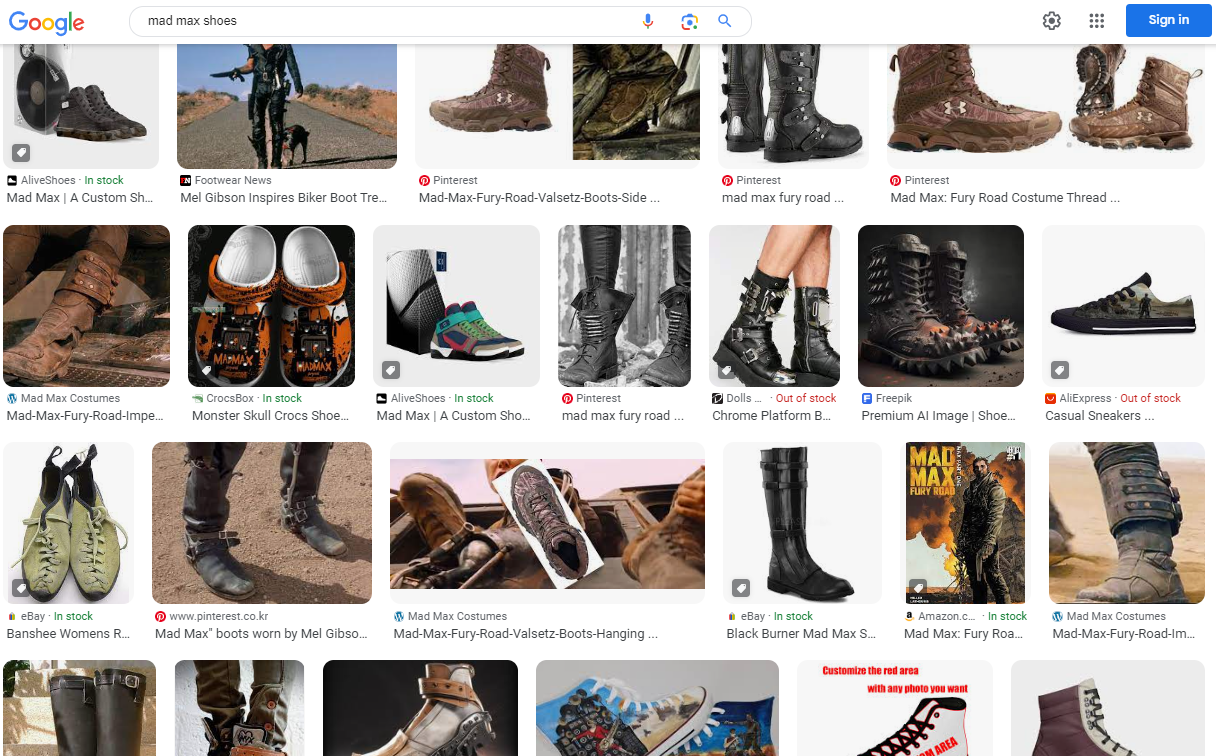 Google
mad max shoes
Sign in
AliveShoes · In stock
Mad Max | A Custom Sh...
Footwear News
Mel Gibson Inspires Biker Boot Tre...
Pinterest
Mad-Max-Fury-Road-Valsetz-Boots-Side ...
Pinterest
mad max fury road ...
Pinterest
Mad Max: Fury Road Costume Thread ...
MADMAX
MADMAX
Mad Max Costumes
Mad-Max-Fury-Road-Impe...
CrocsBox · In stock
Monster Skull Crocs Shoe...
AliveShoes · In stock
Mad Max | A Custom Sho...
Pinterest
mad max fury road ...
Dolls ... · Out of stock
Chrome Platform B...
Freepik
Premium AI Image | Shoe...
AliExpress · Out of stock
Casual Sneakers ...
MAD
MAX
FURY ROAD
MAX PART ONE
#1
eBay · In stock
Banshee Womens R...
www.pinterest.co.kr
Mad Max" boots worn by Mel Gibso...
Mad Max Costumes
Mad-Max-Fury-Road-Valsetz-Boots-Hanging ...
eBay · In stock
Black Burner Mad Max S...
Amazon.c... · In stock
Mad Max: Fury Roa...
Mad Max Costumes
Mad-Max-Fury-Road-Im...
Customize the red area
with any photo you want